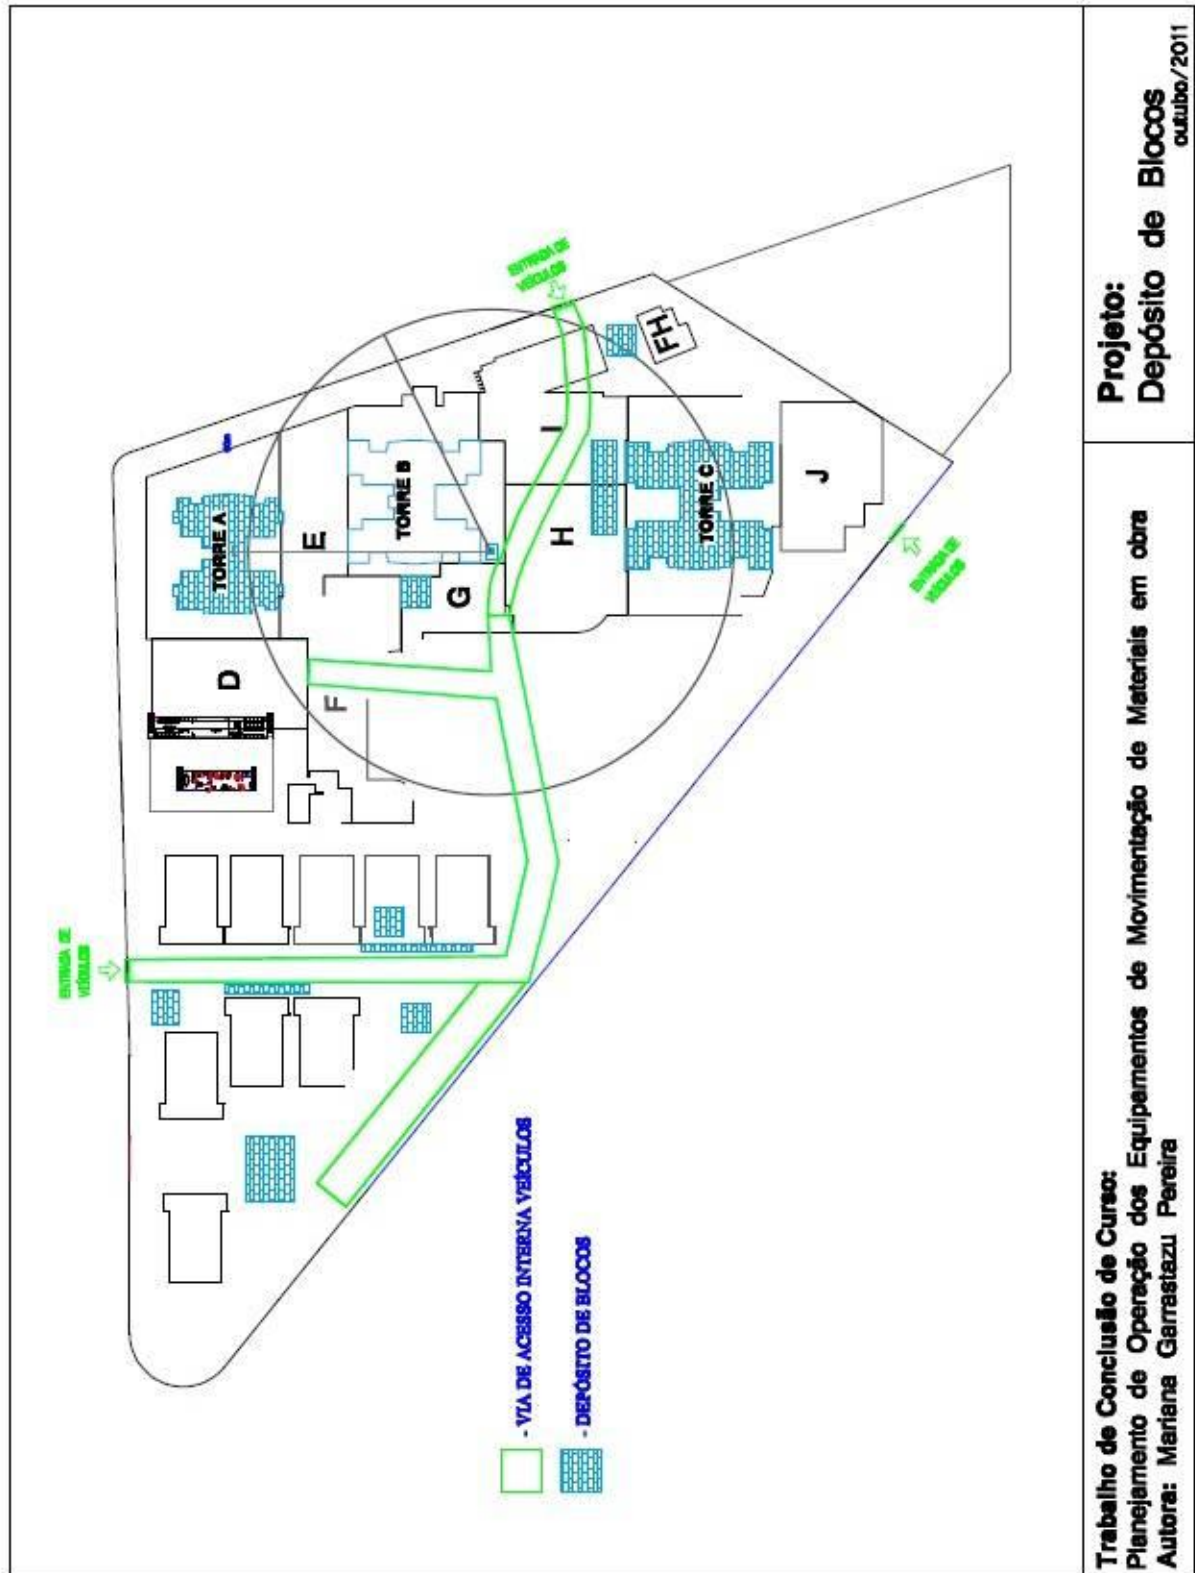 ENTRADA DE
VEÍCULOS
ENTRADA DE
VEÍCULOS
ENTRADA DE
VEÍCULOS
TORRE A
TORRE B
TORRE C
D
E
F
G
H
I
J
FH
- VIA DE ACESSO INTERNA VEÍCULOS
- DEPÓSITO DE BLOCOS
Trabalho de Conclusão de Curso:
Planejamento de Operação dos Equipamentos de Movimentação de Materiais em obra
Autora: Mariana Garrastazu Pereira
Projeto:
Depósito de Blocos
outubo/2011